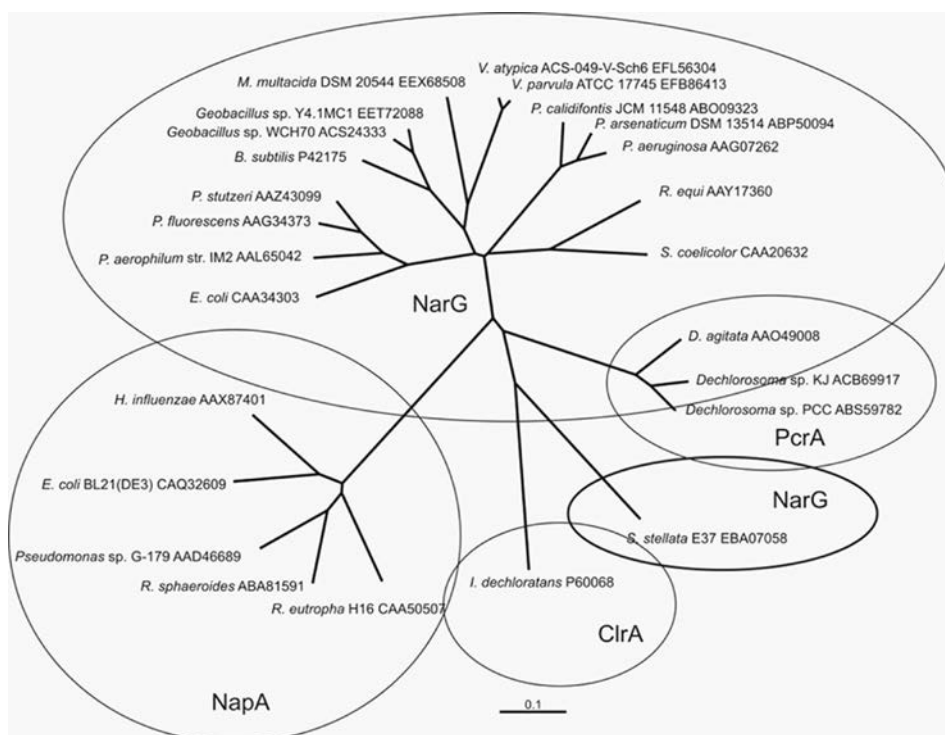 V. atypica ACS-049-V-Sch6 EFL56304
M. multacida DSM 20544 EEX68508
V. parvula ATCC 17745 EFB86413
P. calidifontis JCM 11548 ABO09323
Geobacillus sp. Y4.1MC1 EET72088
P. arsenaticum DSM 13514 ABP50094
Geobacillus sp. WCH70 ACS24333
P. aeruginosa AAG07262
B. subtilis P42175
R. equi AAY17360
P. stutzeri AAZ43099
P. fluorescens AAG34373
S. coelicolor CAA20632
P. aerophilum str. IM2 AAL65042
E. coli CAA34303
NarG
D. agitata AAO49008
Dechlorosoma sp. KJ ACB69917
H. influenzae AAX87401
Dechlorosoma sp. PCC ABS59782
PcrA
E. coli BL21(DE3) CAQ32609
NarG
S. stellata E37 EBA07058
Pseudomonas sp. G-179 AAD46689
R. sphaeroides ABA81591
I. dechloratans P60068
R. eutropha H16 CAA50507
ClrA
NapA
0.1